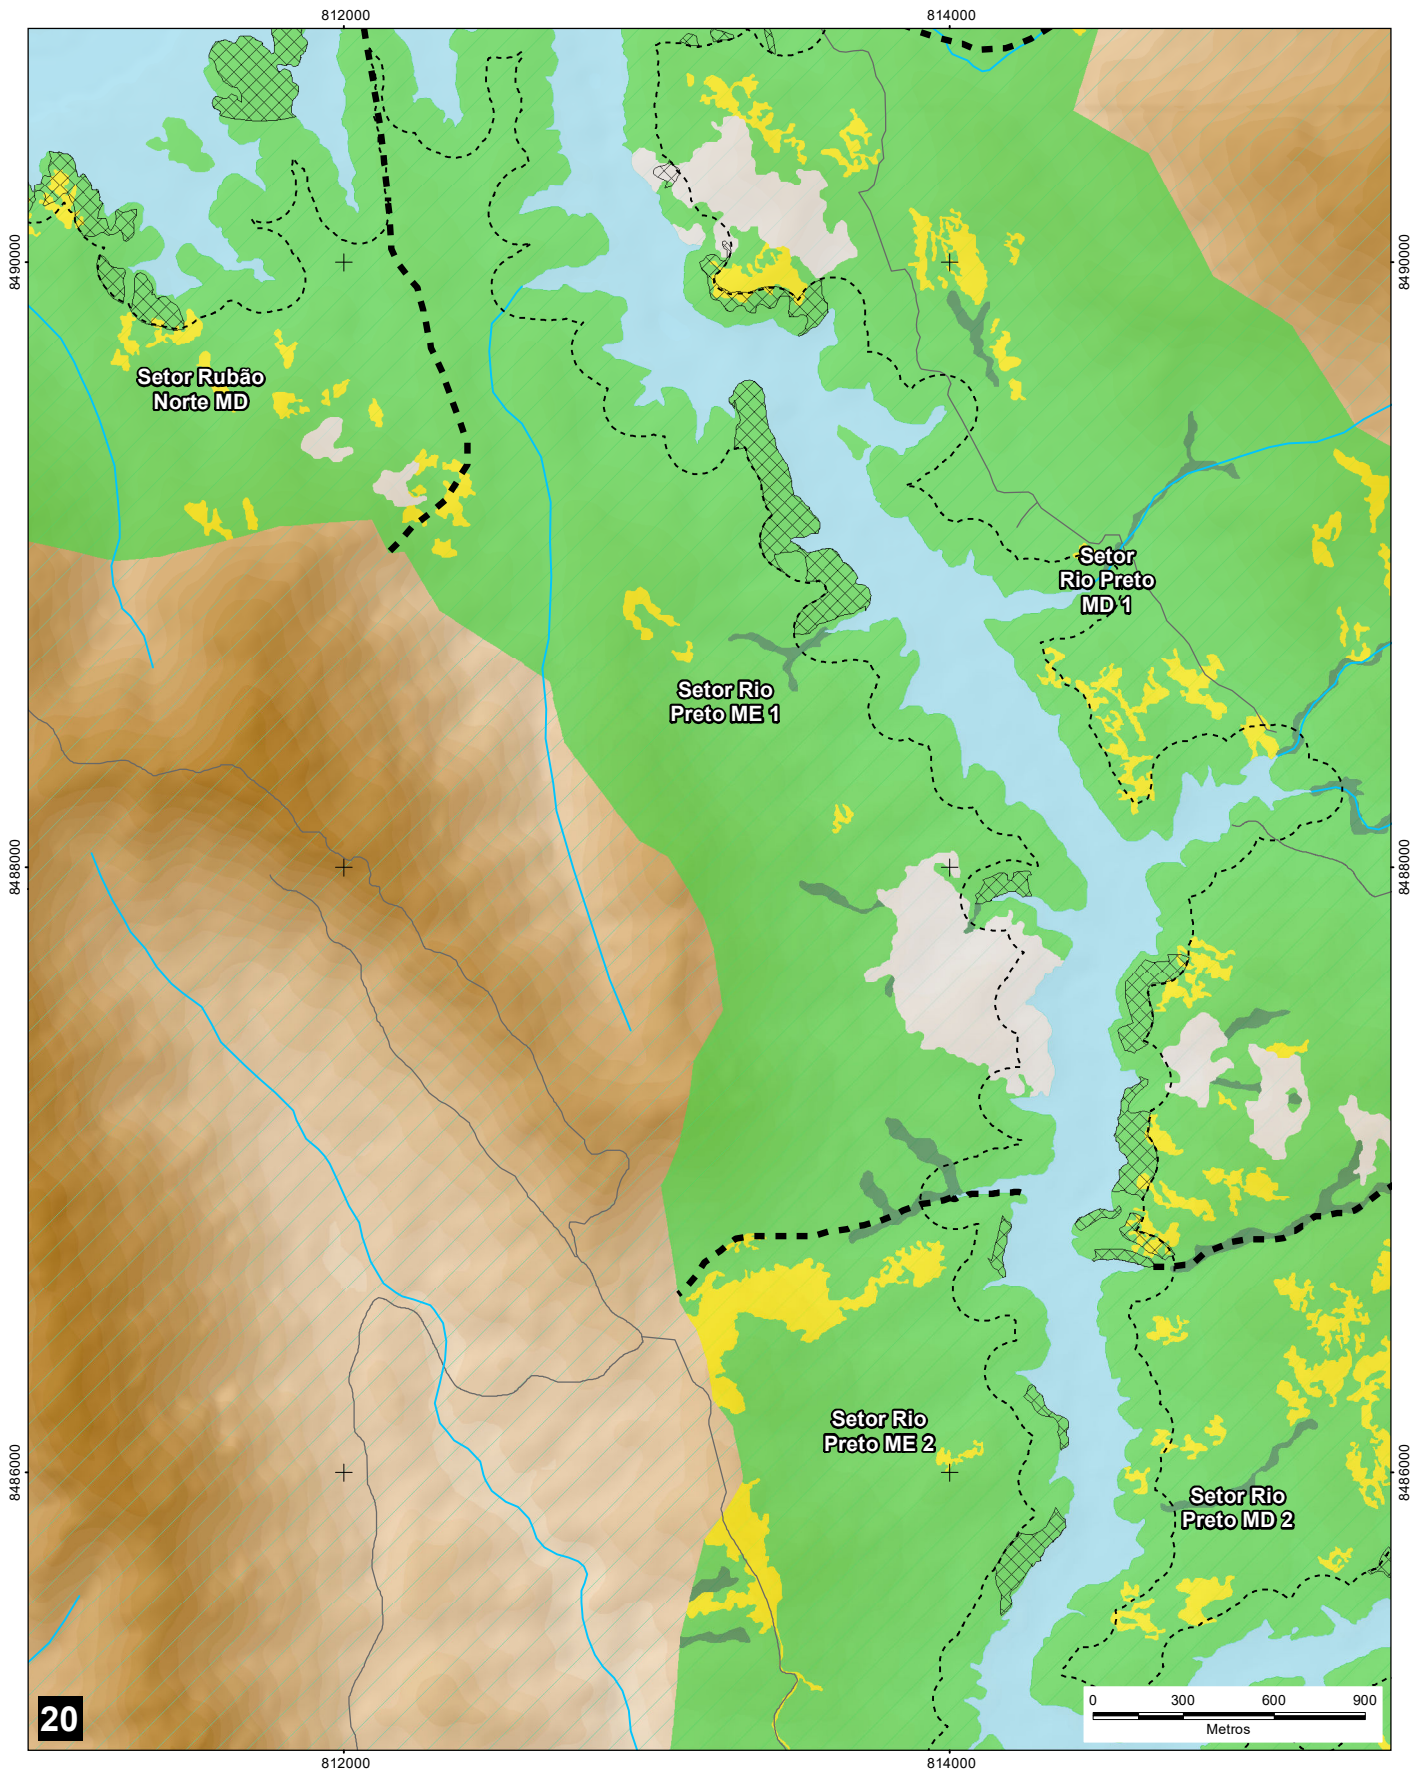 812000
814000
8490000
8490000
Setor Rubão
Norte MD
Setor
Rio Preto
MD 1
Setor Rio
Preto ME 1
8488000
8488000
Setor Rio
Preto ME 2
8486000
8486000
Setor Rio
Preto MD 2
20
0 300 600 900
Metros
812000
814000